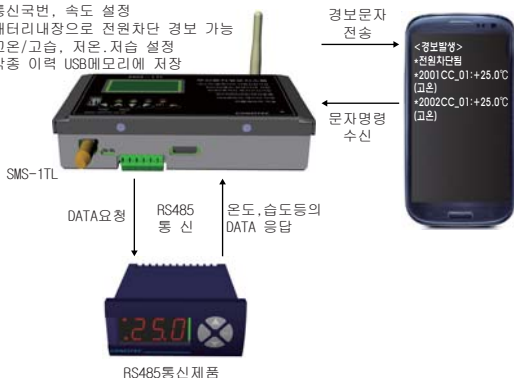 통신국번, 속도 설정
배터리내장으로 전원차단 경보 가능
고온/고습, 저온.저습 설정
각종 이력 USB메모리에 저장
경보문자
전송
<경보발생>
*전원차단됨
*2001CC_01:+25.0℃
(고온)
*2002CC_01:+25.0℃
(고온)
문자명령
수신
SMS-1TL
DATA요청
RS485
통 신
온도,습도등의
DATA 응답
25.0
RS485통신제품